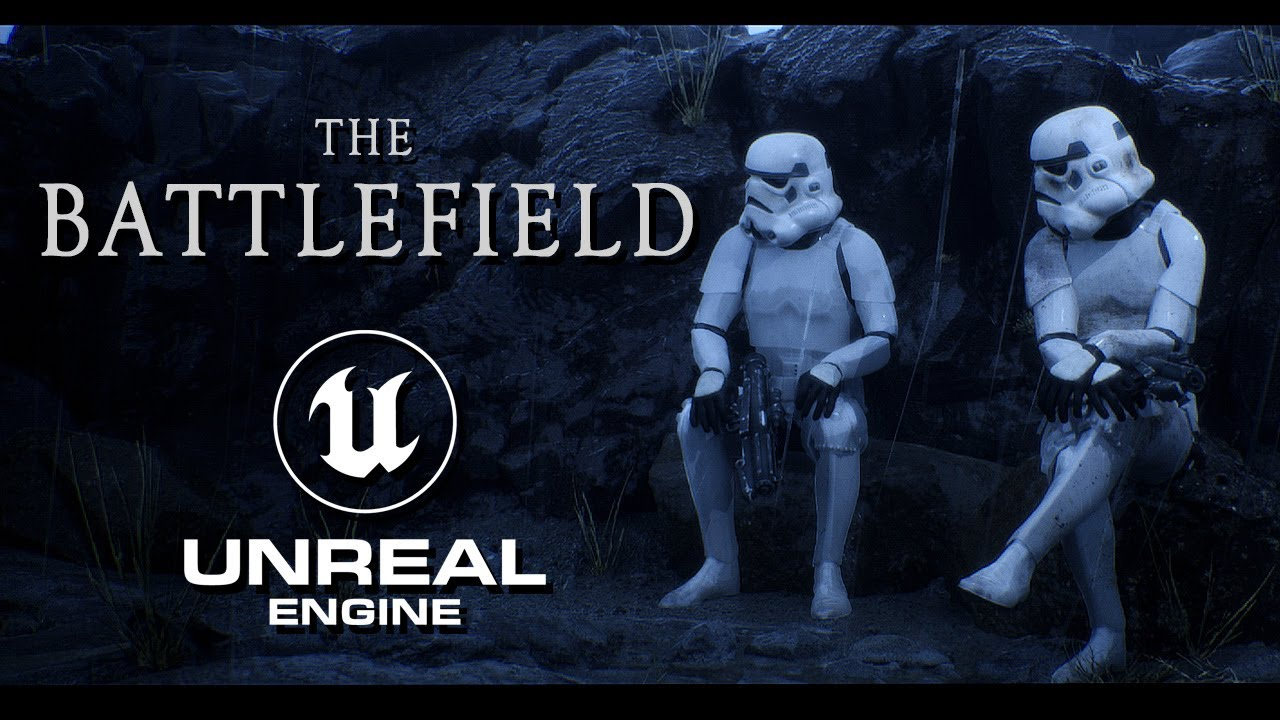 THE
BATTLEFIELD
UNREAL
ENGINE